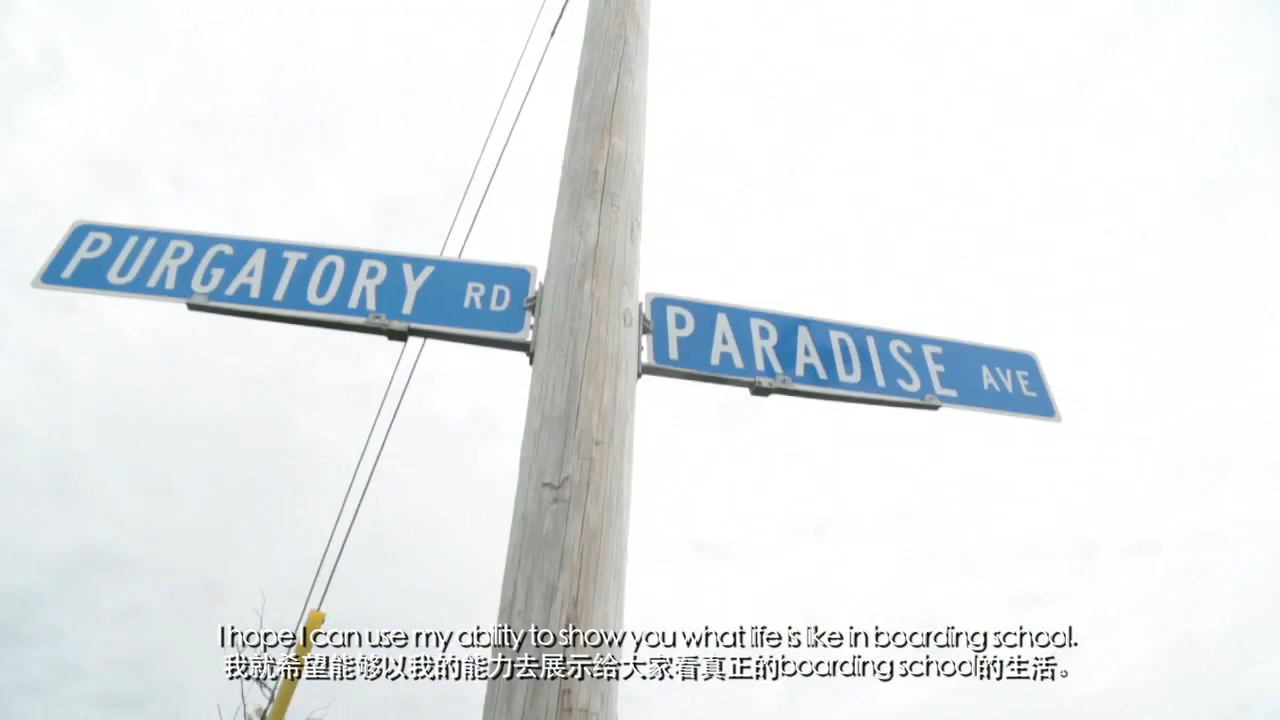 PURGATORY RD
PARADISE AVE
I hope I can use my ability to show you what life is like in boarding school.
我就希望能够以我的能力去展示给大家看真正的boarding school的生活。